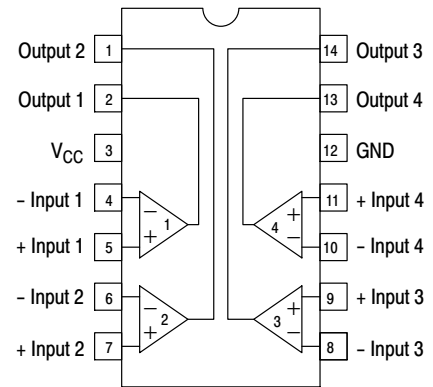 Output 2 1 14 Output 3
Output 1 2 13 Output 4
VCC 3 12 GND
– Input 1 4 11 + Input 4
– + 1 4 + –
+ Input 1 5 10 – Input 4
– Input 2 6 9 + Input 3
– + 2 3 + –
+ Input 2 7 8 – Input 3